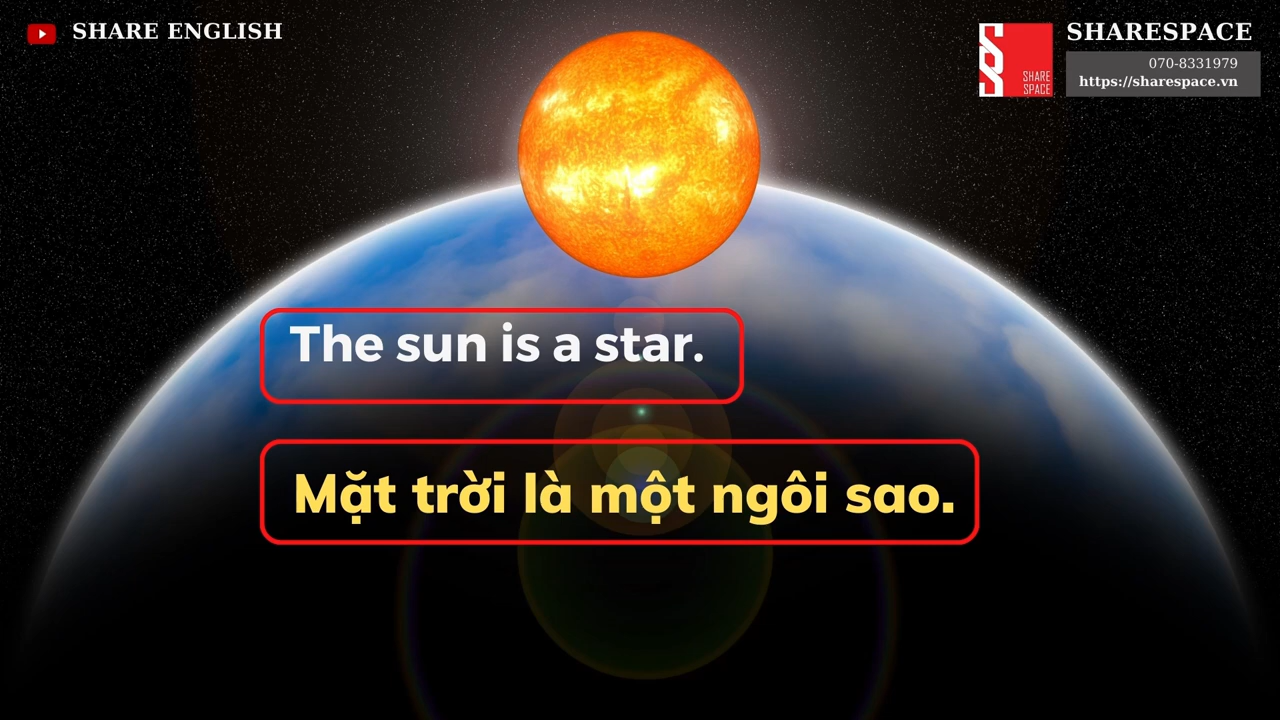 SHARE ENGLISH
SHARESPACE
070-8331979
https://sharespace.vn
SHARE
SPACE
The sun is a star.
Mặt trời là một ngôi sao.